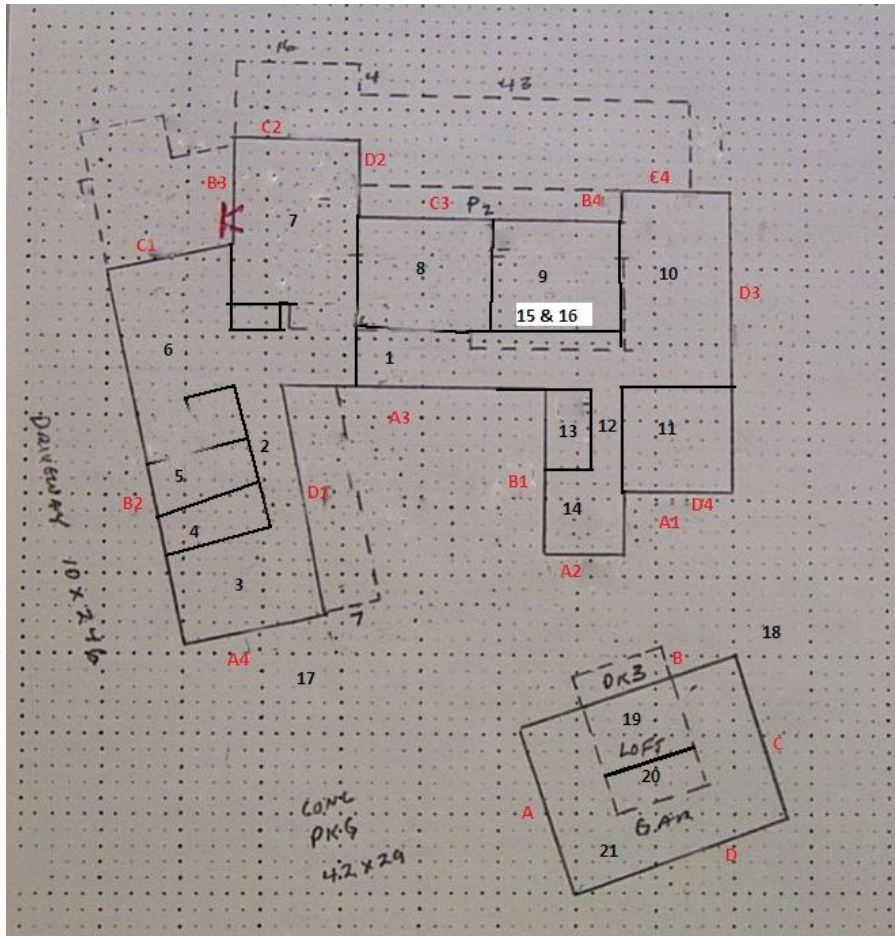 16
4
43
C2
D2
B3
K
C4
C3
P2
B4
7
C1
8
9
10
D3
15 & 16
6
1
A3
2
13
12
11
5
B2
D1
B1
D4
A1
4
14
A2
3
7
A4
DRIVEWAY 10 x 246
17
18
B
DK3
19
LOFT
C
20
A
GAR
21
D
CONC
PKG
42 x 29